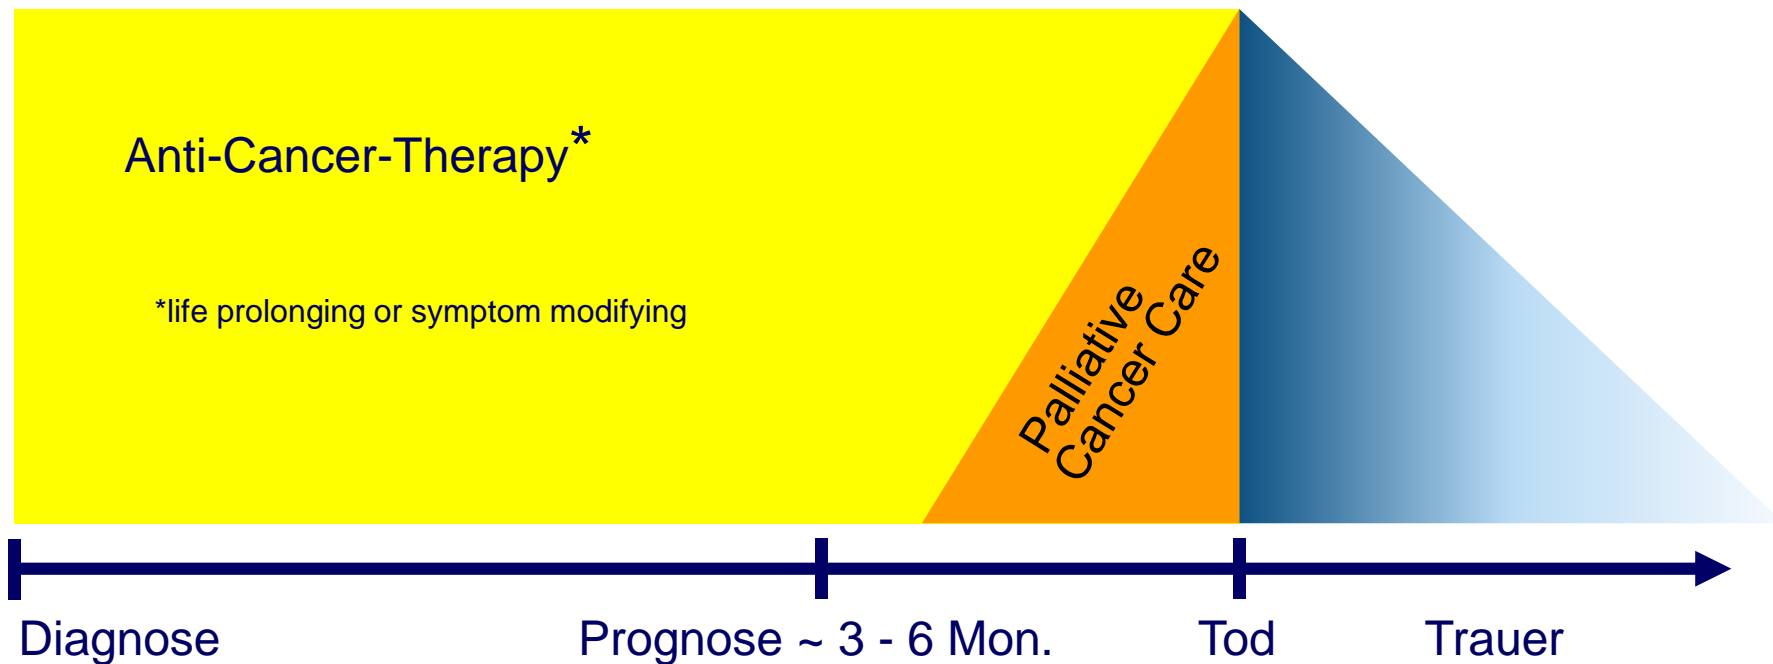 Anti-Cancer-Therapy*
*life prolonging or symptom modifying
Palliative
Cancer Care
Diagnose
Prognose ~ 3 - 6 Mon.
Tod
Trauer